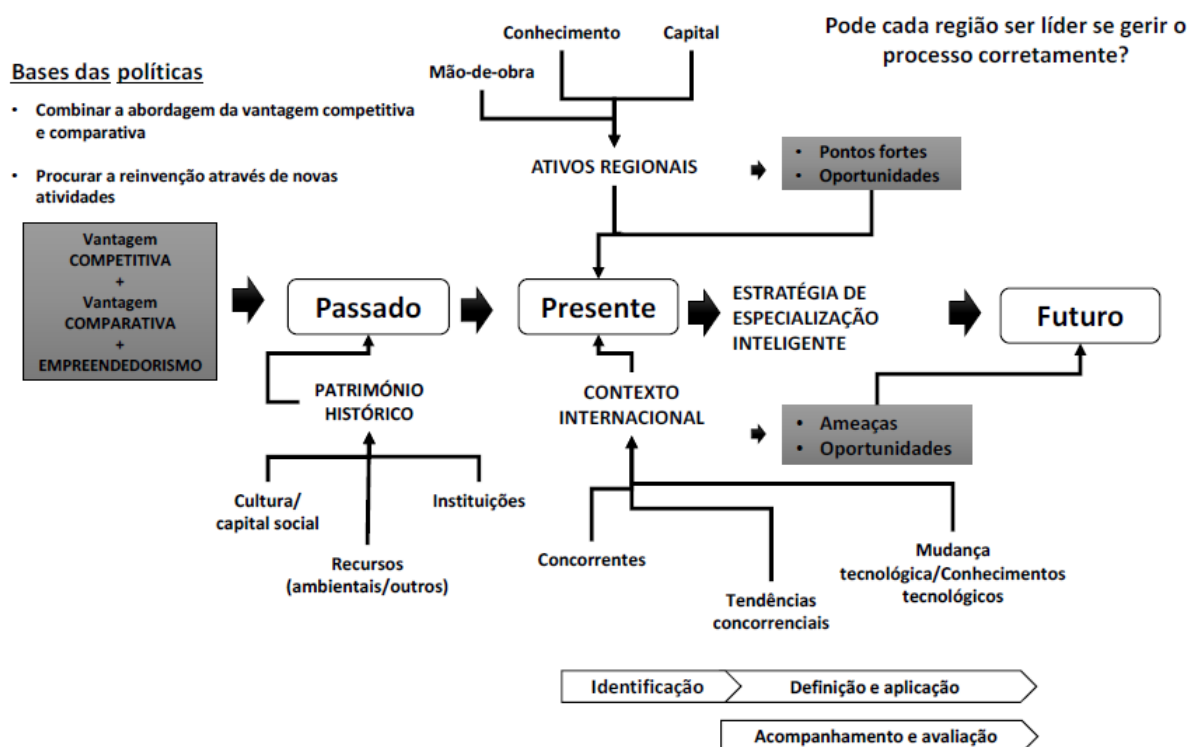 Pode cada região ser líder se gerir o
processo corretamente?
Bases das políticas
• Combinar a abordagem da vantagem competitiva
e comparativa
• Procurar a reinvenção através de novas
atividades
Conhecimento
Capital
Mão-de-obra
ATIVOS REGIONAIS
• Pontos fortes
• Oportunidades
Vantagem
COMPETITIVA
+
Vantagem
COMPARATIVA
+
EMPREENDEDORISMO
Passado
Presente
ESTRATÉGIA DE
ESPECIALIZAÇÃO
INTELIGENTE
Futuro
PATRIMÓNIO
HISTÓRICO
CONTEXTO
INTERNACIONAL
• Ameaças
• Oportunidades
Cultura/
capital social
Instituições
Recursos
(ambientais/outros)
Concorrentes
Tendências
concorrenciais
Mudança
tecnológica/Conhecimentos
tecnológicos
Identificação
Definição e aplicação
Acompanhamento e avaliação